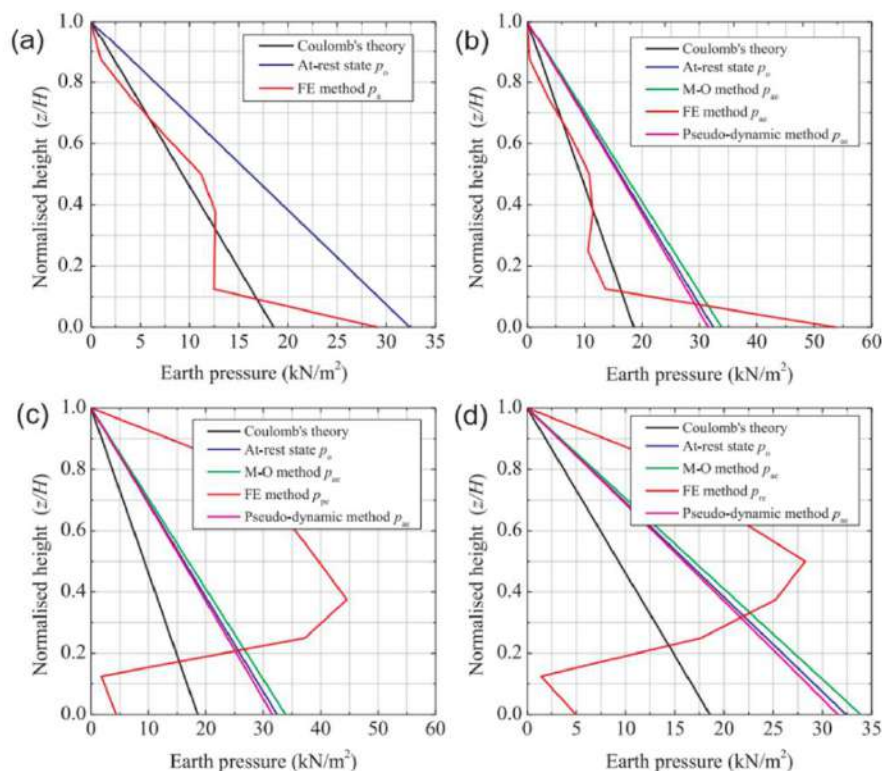 (a)
Coulomb's theory
At-rest state pₒ
FE method pₐ
Normalised height (z/H)
1.0
0.8
0.6
0.4
0.2
0.0
0 5 10 15 20 25 30 35
Earth pressure (kN/m²)
(b)
Coulomb's theory
At-rest state pₒ
M-O method pₐₑ
FE method pₐₑ
Pseudo-dynamic method pₐₑ
Normalised height (z/H)
1.0
0.8
0.6
0.4
0.2
0.0
0 10 20 30 40 50 60
Earth pressure (kN/m²)
(c)
Coulomb's theory
At-rest state pₒ
M-O method pₐₑ
FE method pₚₑ
Pseudo-dynamic method pₐₑ
Normalised height (z/H)
1.0
0.8
0.6
0.4
0.2
0.0
0 10 20 30 40 50 60
Earth pressure (kN/m²)
(d)
Coulomb's theory
At-rest state pₒ
M-O method pₐₑ
FE method
Pseudo-dynamic method pₐₑ
Normalised height (z/H)
1.0
0.8
0.6
0.4
0.2
0.0
0 5 10 15 20 25 30 35
Earth pressure (kN/m²)